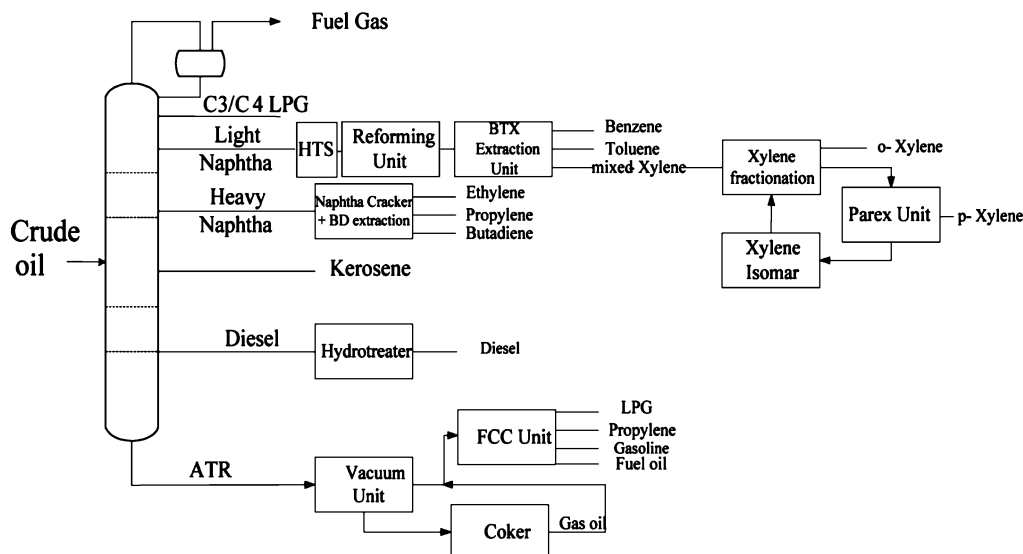 Fuel Gas
C3/C 4 LPG
Light
Naphtha
HTS
Reforming
Unit
BTX
Extraction
Unit
Benzene
Toluene
mixed-Xylene
Xylene
fractionation
o- Xylene
Parex Unit
p- Xylene
Xylene
Isomar
Heavy
Naphtha
Naphtha Cracker
+ BD extraction
Ethylene
Propylene
Butadiene
Crude
oil
Kerosene
Diesel
Hydrotreater
Diesel
ATR
Vacuum
Unit
FCC Unit
LPG
Propylene
Gasoline
Fuel oil
Coker
Gas oil